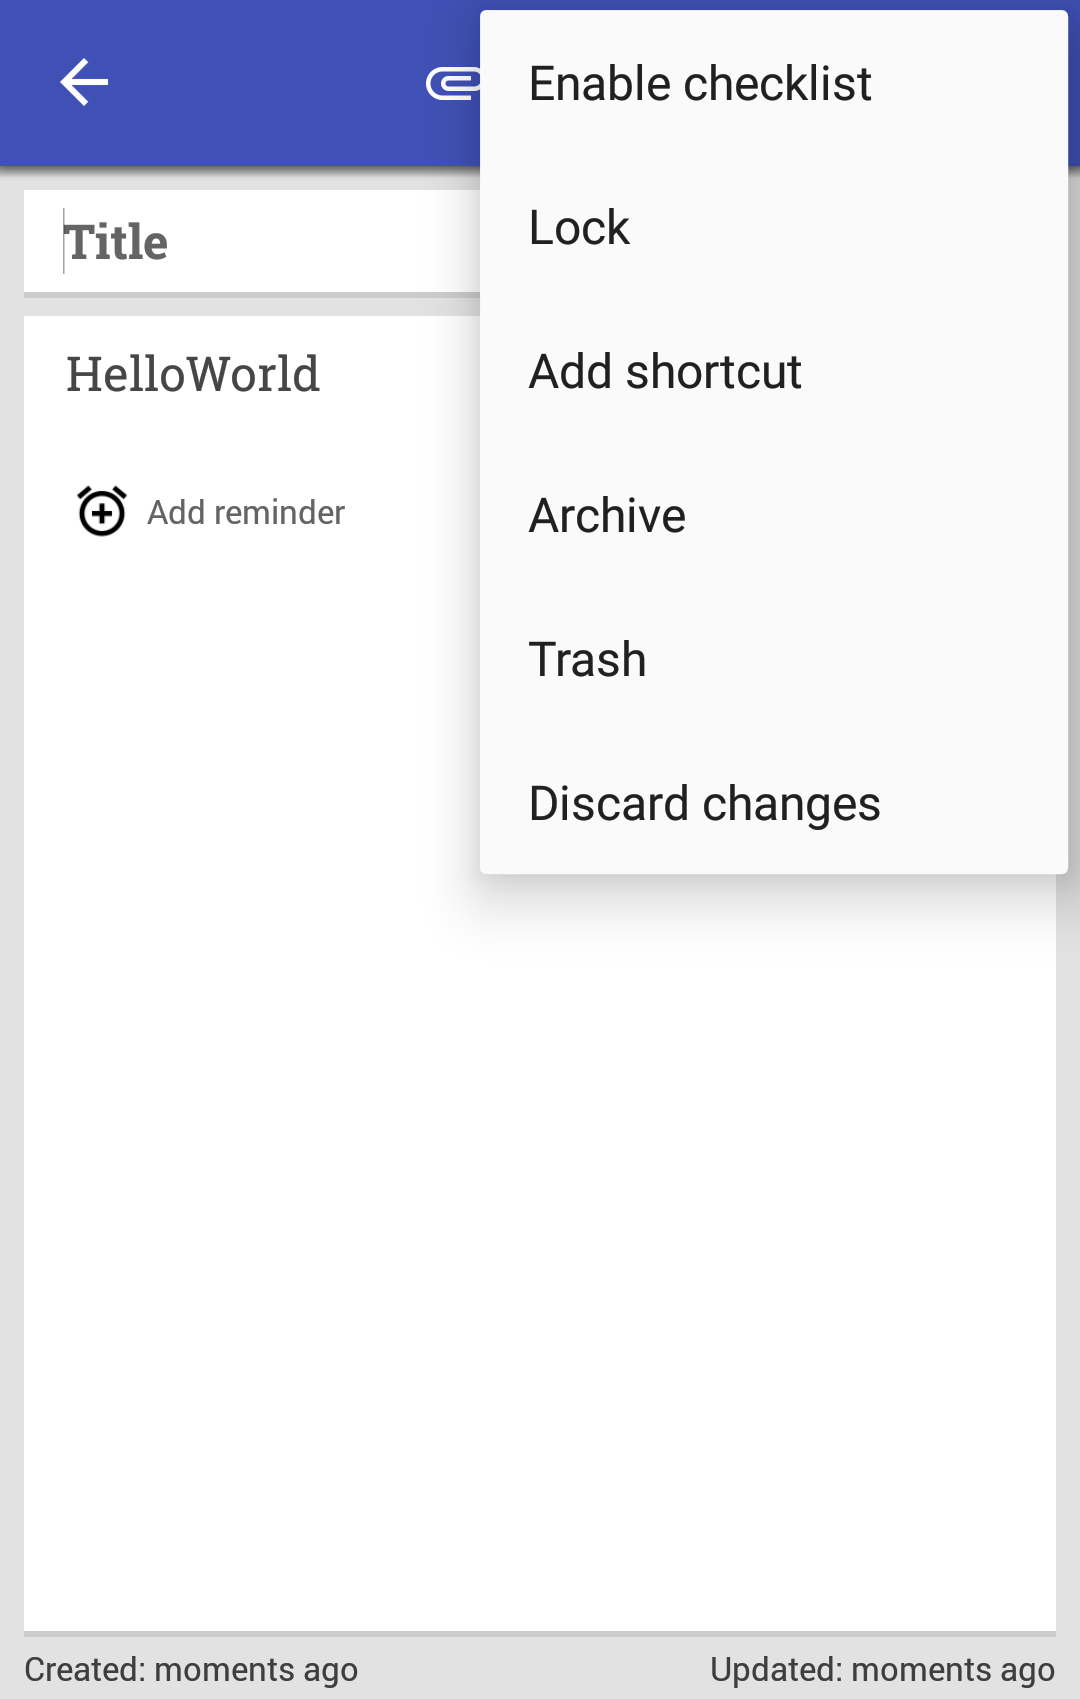 Enable checklist
Lock
Add shortcut
Archive
Trash
Discard changes
Title
HelloWorld
Add reminder
Created: moments ago
Updated: moments ago